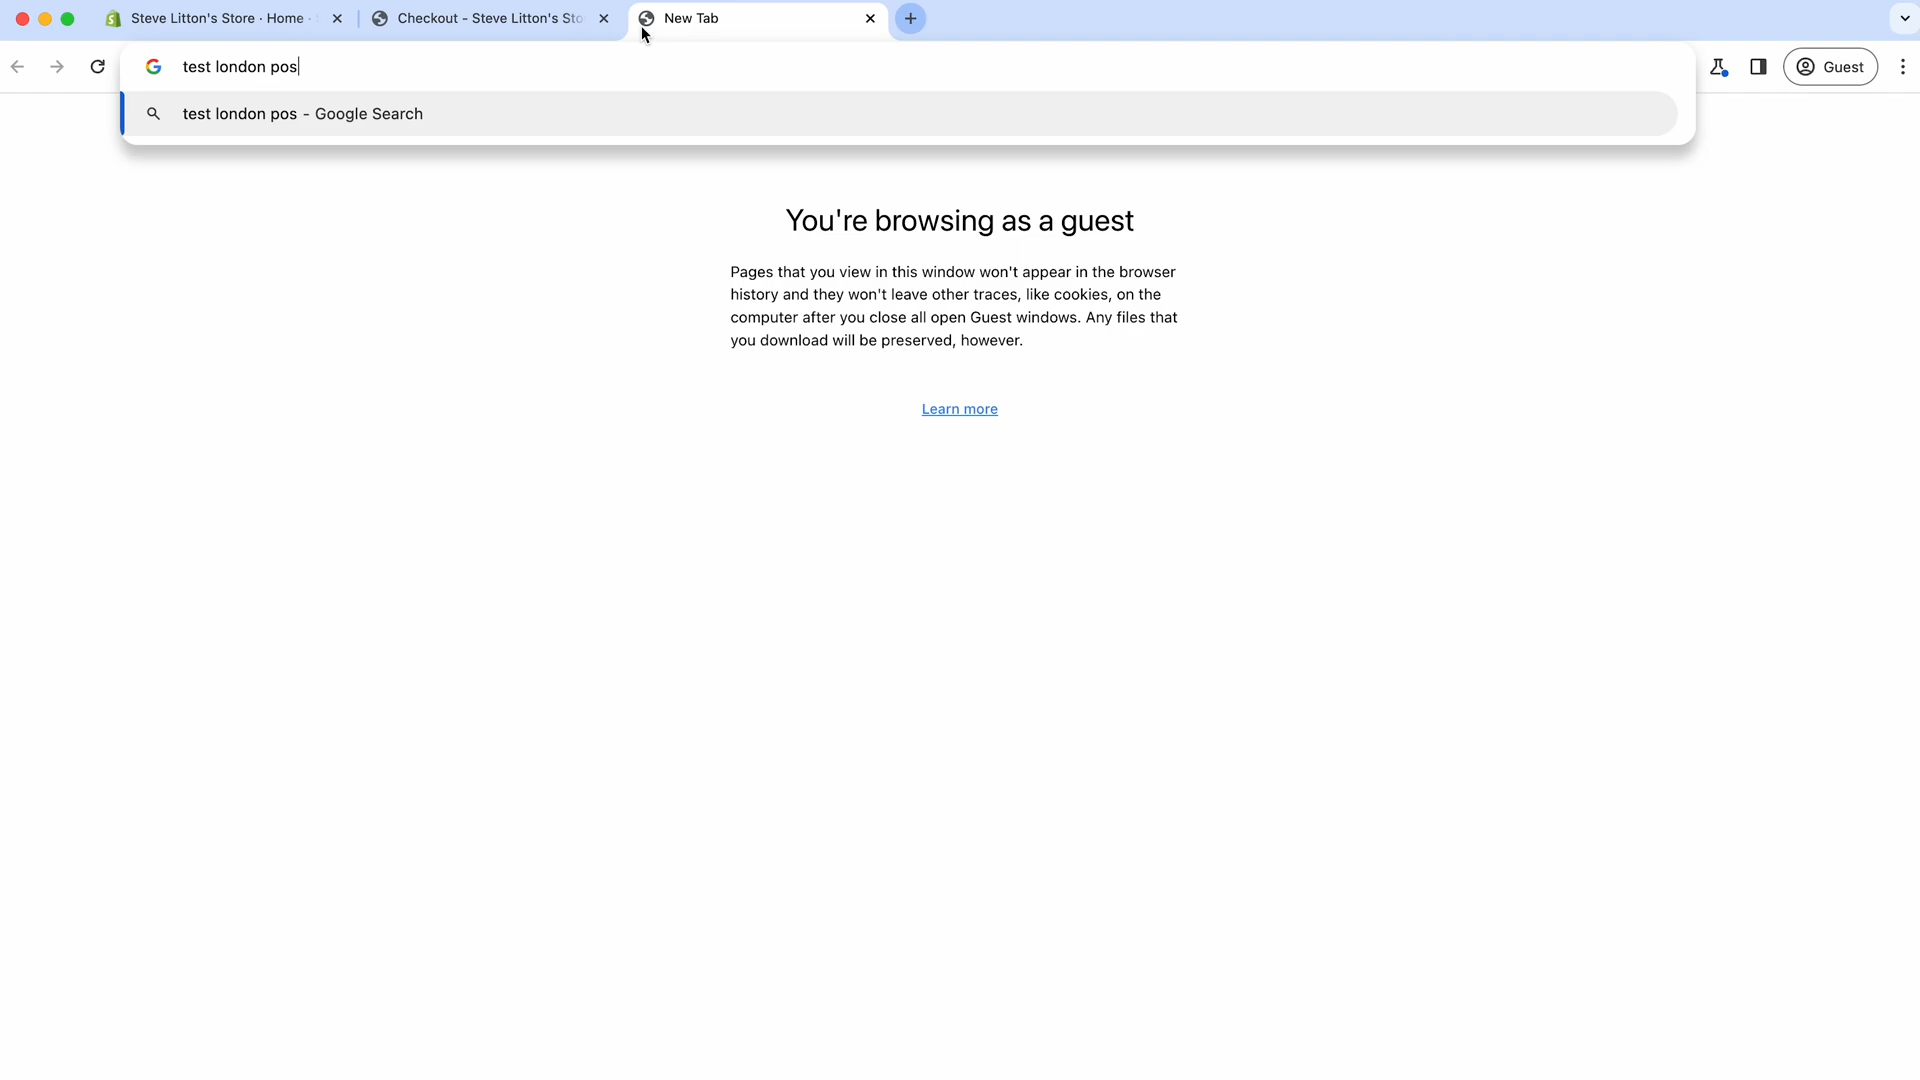 Steve Litton's Store · Home ·
Checkout - Steve Litton's Sto
New Tab
test london pos
Guest
test london pos - Google Search
You're browsing as a guest
Pages that you view in this window won't appear in the browser
history and they won't leave other traces, like cookies, on the
computer after you close all open Guest windows. Any files that
you download will be preserved, however.
Learn more